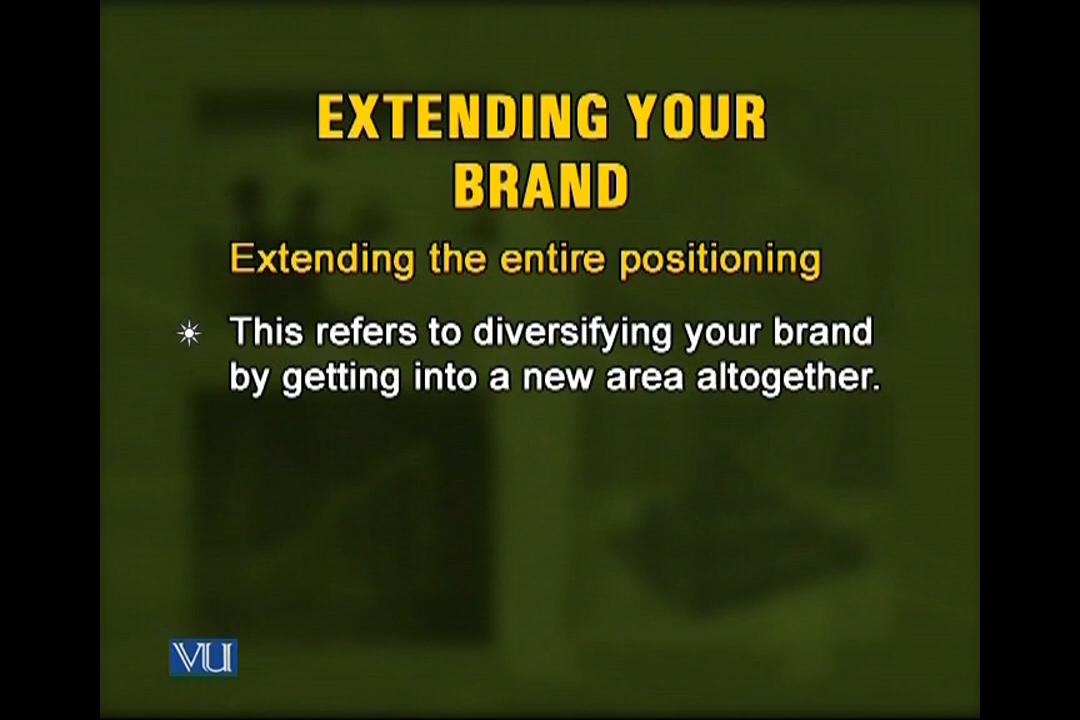 EXTENDING YOUR
BRAND
Extending the entire positioning
This refers to diversifying your brand
by getting into a new area altogether.
VU